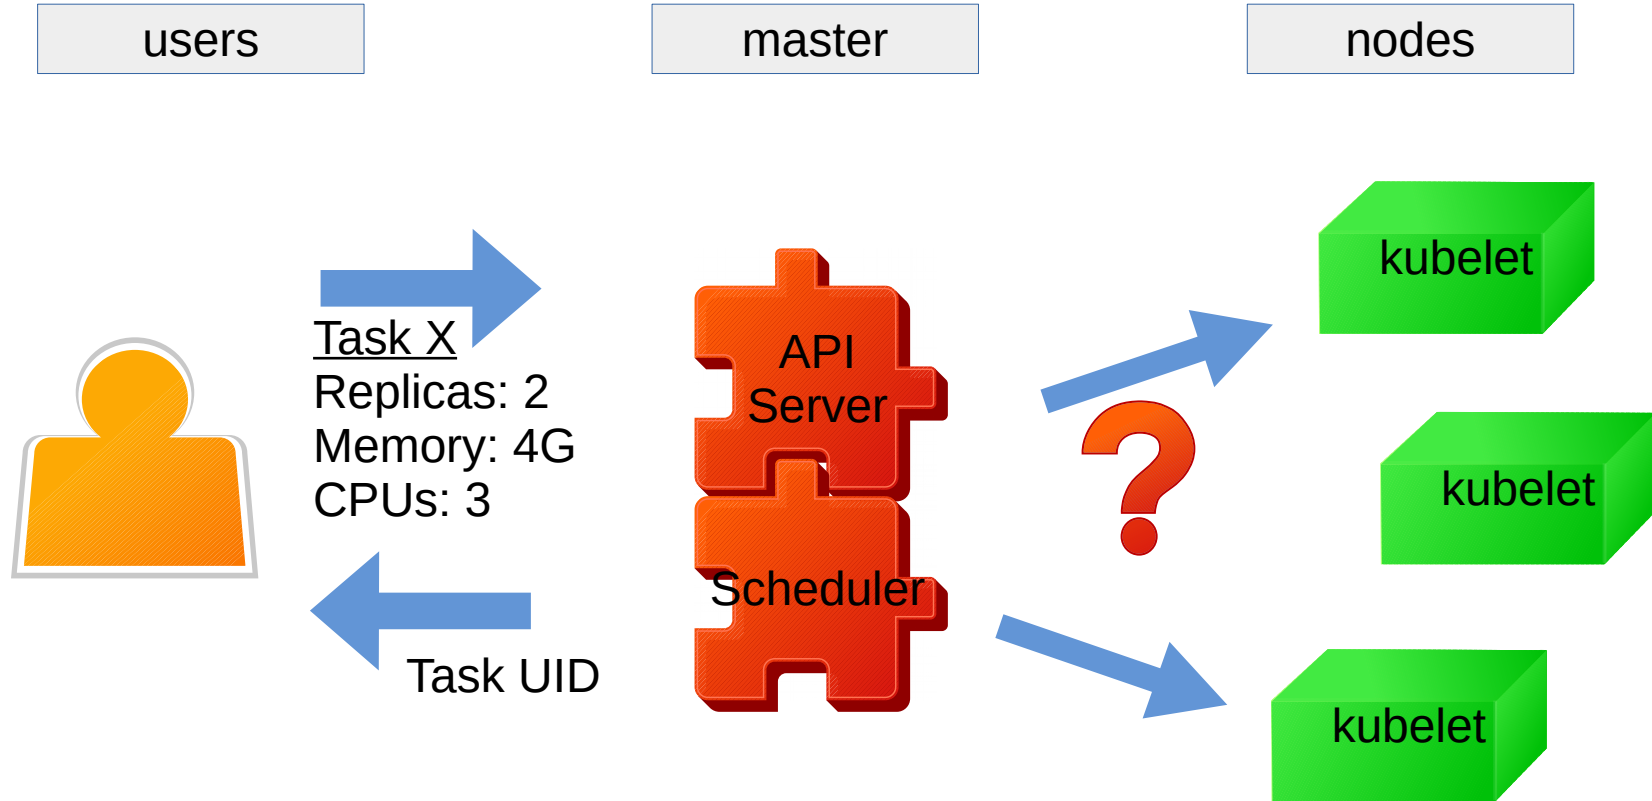 users
master
nodes
Task X
Replicas: 2
Memory: 4G
CPUs: 3
Task UID
API
Server
Scheduler
?
kubelet
kubelet
kubelet